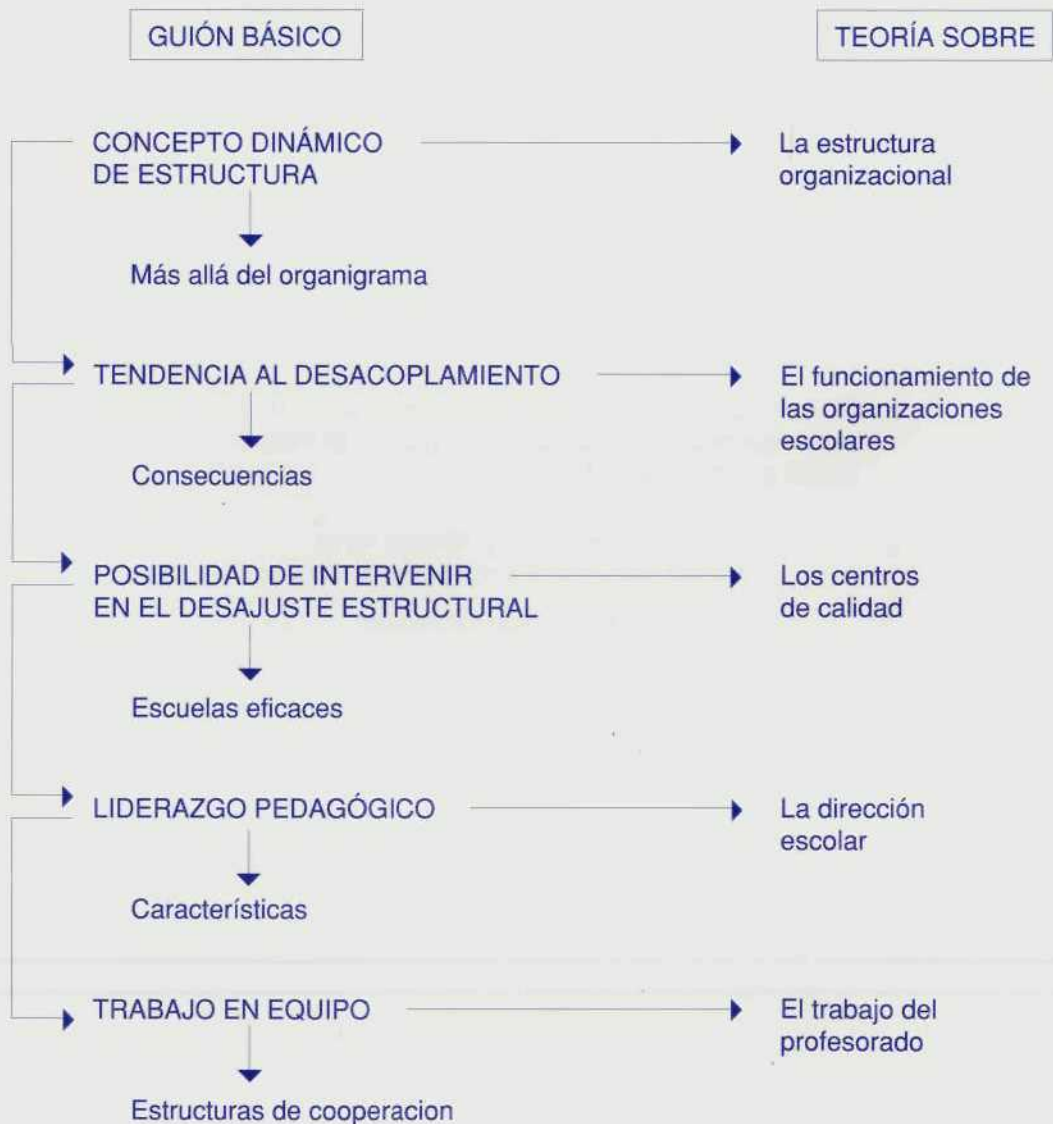 GUIÓN BÁSICO
TEORÍA SOBRE
CONCEPTO DINÁMICO
DE ESTRUCTURA
La estructura
organizacional
Más allá del organigrama
TENDENCIA AL DESACOPLAMIENTO
El funcionamiento de
las organizaciones
escolares
Consecuencias
POSIBILIDAD DE INTERVENIR
EN EL DESAJUSTE ESTRUCTURAL
Los centros
de calidad
Escuelas eficaces
LIDERAZGO PEDAGÓGICO
La dirección
escolar
Características
TRABAJO EN EQUIPO
El trabajo del
profesorado
Estructuras de cooperacion